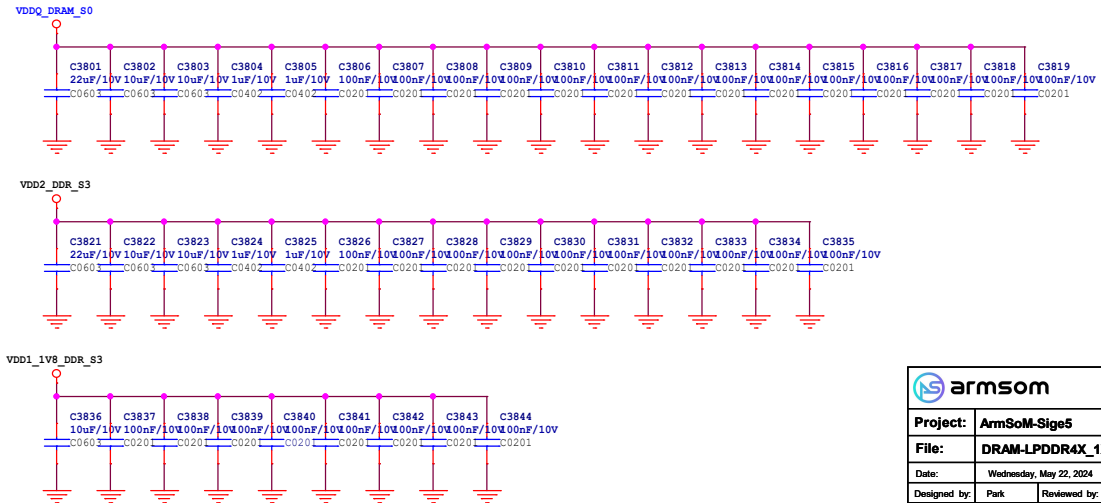 VDDQ_DRAM_S0
C3801 C3802 C3803 C3804 C3805 C3806 C3807 C3808 C3809 C3810 C3811 C3812 C3813 C3814 C3815 C3816 C3817 C3818 C3819
22uF/10V 10uF/10V 10uF/10V 1uF/10V 1uF/10V 100nF/10V 100nF/10V 100nF/10V 100nF/10V 100nF/10V 100nF/10V 100nF/10V 100nF/10V 100nF/10V 100nF/10V 100nF/10V 100nF/10V 100nF/10V 100nF/10V
C0603 C0603 C0603 C0402 C0402 C0201 C0201 C0201 C0201 C0201 C0201 C0201 C0201 C0201 C0201 C0201 C0201 C0201 C0201
VDD2_DDR_S3
C3821 C3822 C3823 C3824 C3825 C3826 C3827 C3828 C3829 C3830 C3831 C3832 C3833 C3834 C3835
22uF/10V 10uF/10V 10uF/10V 1uF/10V 1uF/10V 100nF/10V 100nF/10V 100nF/10V 100nF/10V 100nF/10V 100nF/10V 100nF/10V 100nF/10V 100nF/10V 100nF/10V
C0603 C0603 C0603 C0402 C0402 C0201 C0201 C0201 C0201 C0201 C0201 C0201 C0201 C0201 C0201
VDD1_1V8_DDR_S3
C3836 C3837 C3838 C3839 C3840 C3841 C3842 C3843 C3844
10uF/10V 100nF/10V 100nF/10V 100nF/10V 100nF/10V 100nF/10V 100nF/10V 100nF/10V 100nF/10V
C0603 C0201 C0201 C0201 C0201 C0201 C0201 C0201 C0201
armsom
Project: ArmSoM-Sige5
File: DRAM-LPDDR4X_1
Date: Wednesday, May 22, 2024
Designed by: Park Reviewed by: